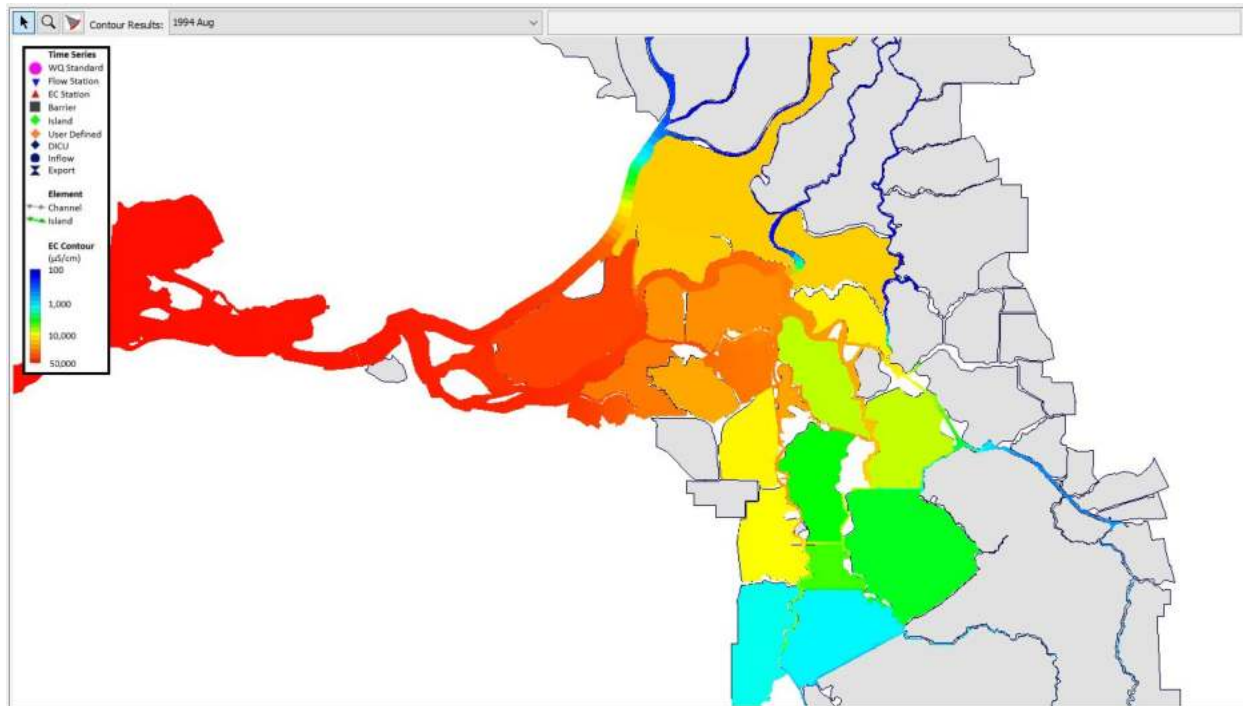 Contour Results: 1994 Aug
Time Series
WQ Standard
Flow Station
EC Station
Barrier
Island
User Defined
DICU
Inflow
Export
Element
Channel
Island
EC Contour
(µS/cm)
100
1,000
10,000
50,000